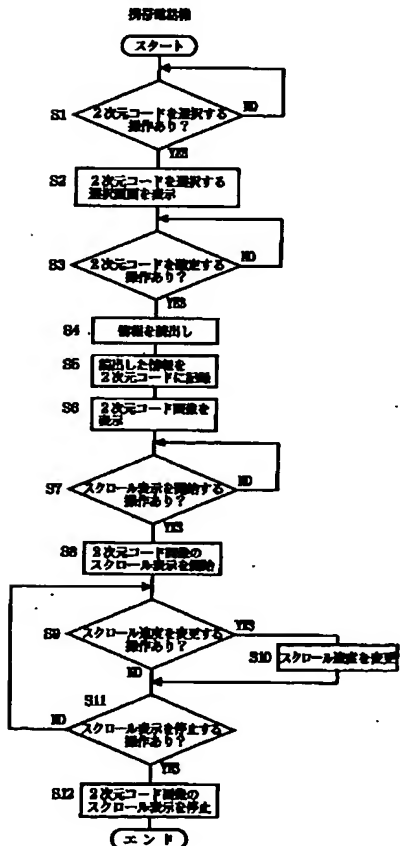 携帯電話機
スタート
S1
2次元コードを選択する
操作あり?
NO
YES
S2
2次元コードを選択する
選択画面を表示
S3
2次元コードを確定する
操作あり?
NO
YES
S4
情報を読出し
S5
読出した情報を
2次元コードに記録
S6
2次元コード画像を
表示
S7
スクロール表示を開始する
操作あり?
NO
YES
S8
2次元コード画像の
スクロール表示を開始
S9
スクロール速度を変更する
操作あり?
YES
S10
スクロール速度を変更
NO
S11
スクロール表示を停止する
操作あり?
NO
YES
S12
2次元コード画像の
スクロール表示を停止
エンド